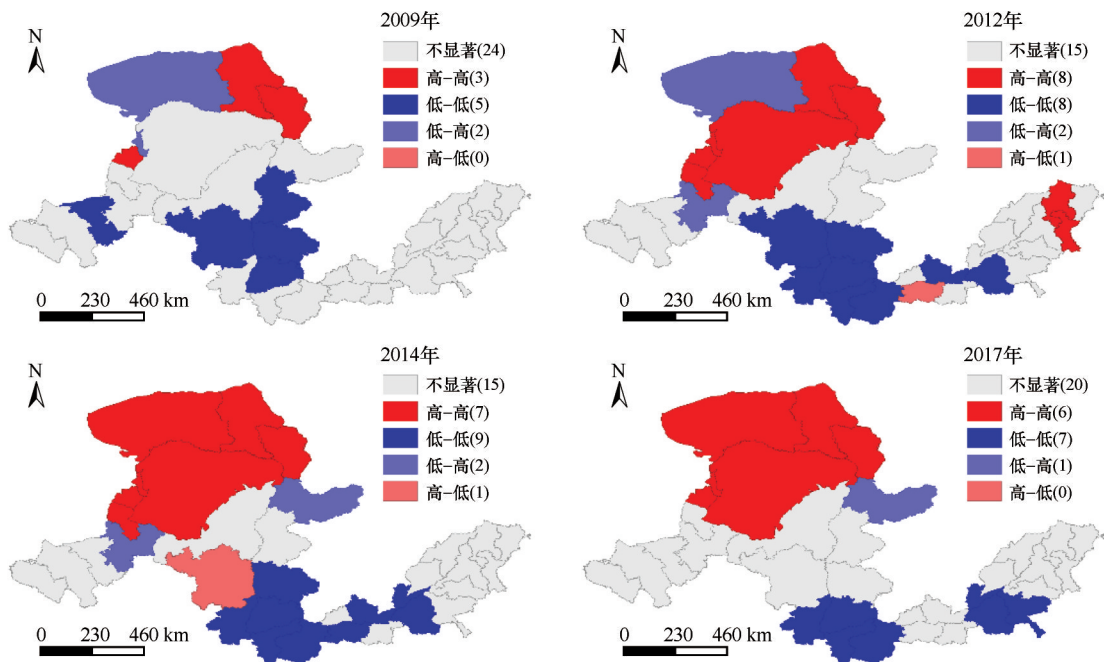 N
2009年
不显著(24)
高-高(3)
低-低(5)
低-高(2)
高-低(0)
0 230 460 km
N
2012年
不显著(15)
高-高(8)
低-低(8)
低-高(2)
高-低(1)
0 230 460 km
N
2014年
不显著(15)
高-高(7)
低-低(9)
低-高(2)
高-低(1)
0 230 460 km
N
2017年
不显著(20)
高-高(6)
低-低(7)
低-高(1)
高-低(0)
0 230 460 km